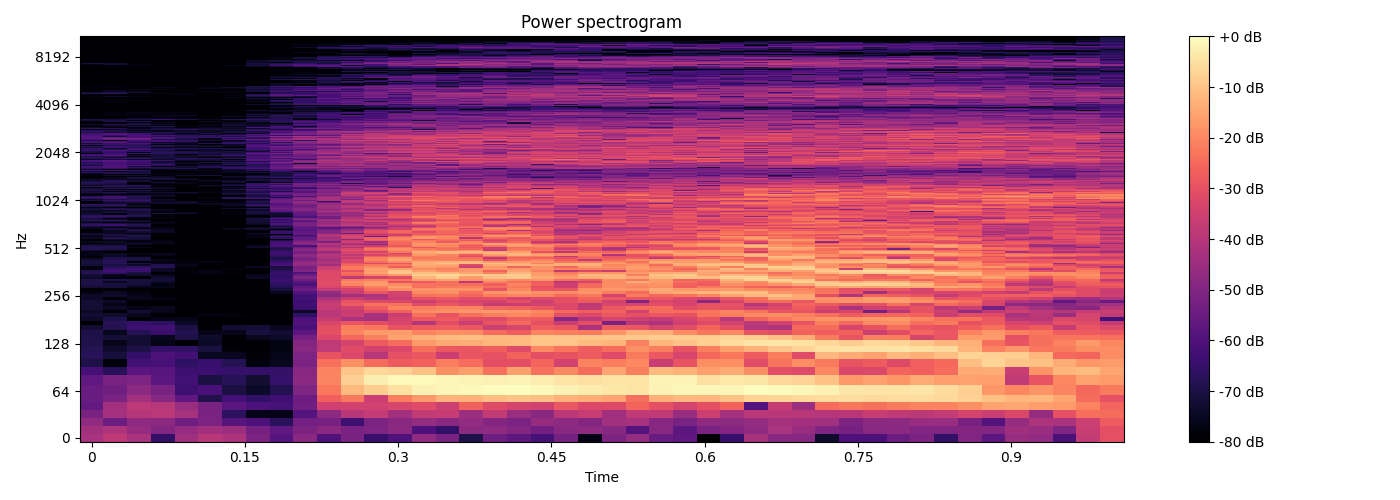 Power spectrogram
Hz
8192
4096
2048
1024
512
256
128
64
0
0 0.15 0.3 0.45 0.6 0.75 0.9
Time
+0 dB
-10 dB
-20 dB
-30 dB
-40 dB
-50 dB
-60 dB
-70 dB
-80 dB